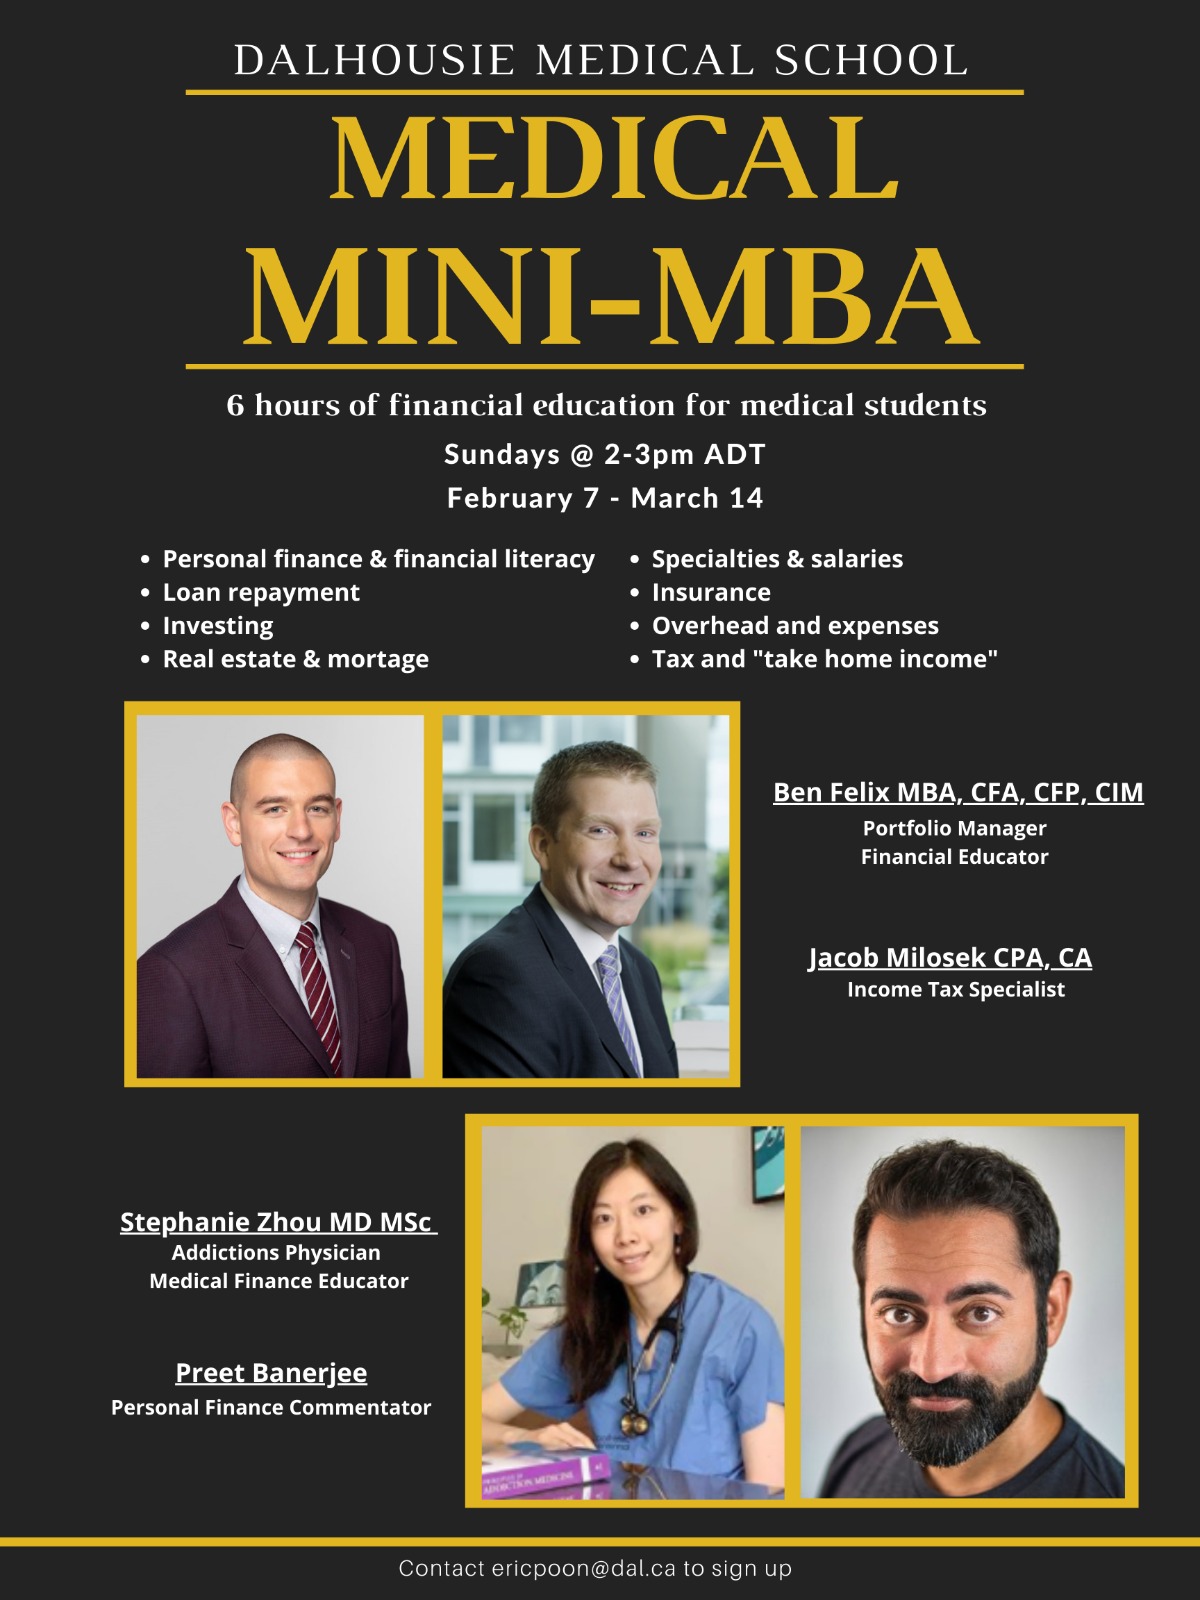 DALHOUSIE MEDICAL SCHOOL
MEDICAL
MINI-MBA
6 hours of financial education for medical students
Sundays @ 2-3pm ADT
February 7 - March 14
• Personal finance & financial literacy
• Loan repayment
• Investing
• Real estate & mortage
• Specialties & salaries
• Insurance
• Overhead and expenses
• Tax and "take home income"
Ben Felix MBA, CFA, CFP, CIM
Portfolio Manager
Financial Educator
Jacob Milosek CPA, CA
Income Tax Specialist
Stephanie Zhou MD MSc
Addictions Physician
Medical Finance Educator
Preet Banerjee
Personal Finance Commentator
ADDICTION MEDICINE
Contact ericpoon@dal.ca to sign up